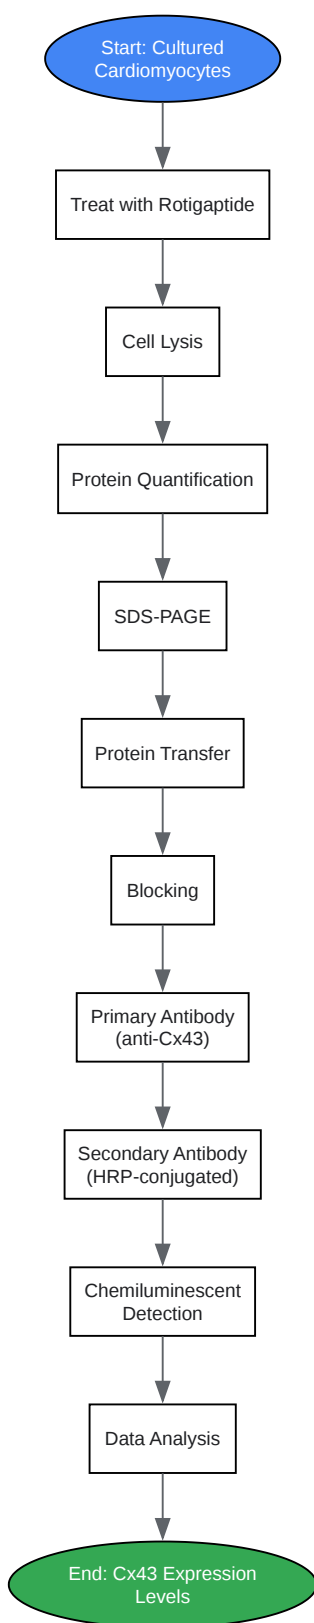 Start: Cultured
Cardiomyocytes
Treat with Rotigaptide
Cell Lysis
Protein Quantification
SDS-PAGE
Protein Transfer
Blocking
Primary Antibody
(anti-Cx43)
Secondary Antibody
(HRP-conjugated)
Chemiluminescent
Detection
Data Analysis
End: Cx43 Expression
Levels